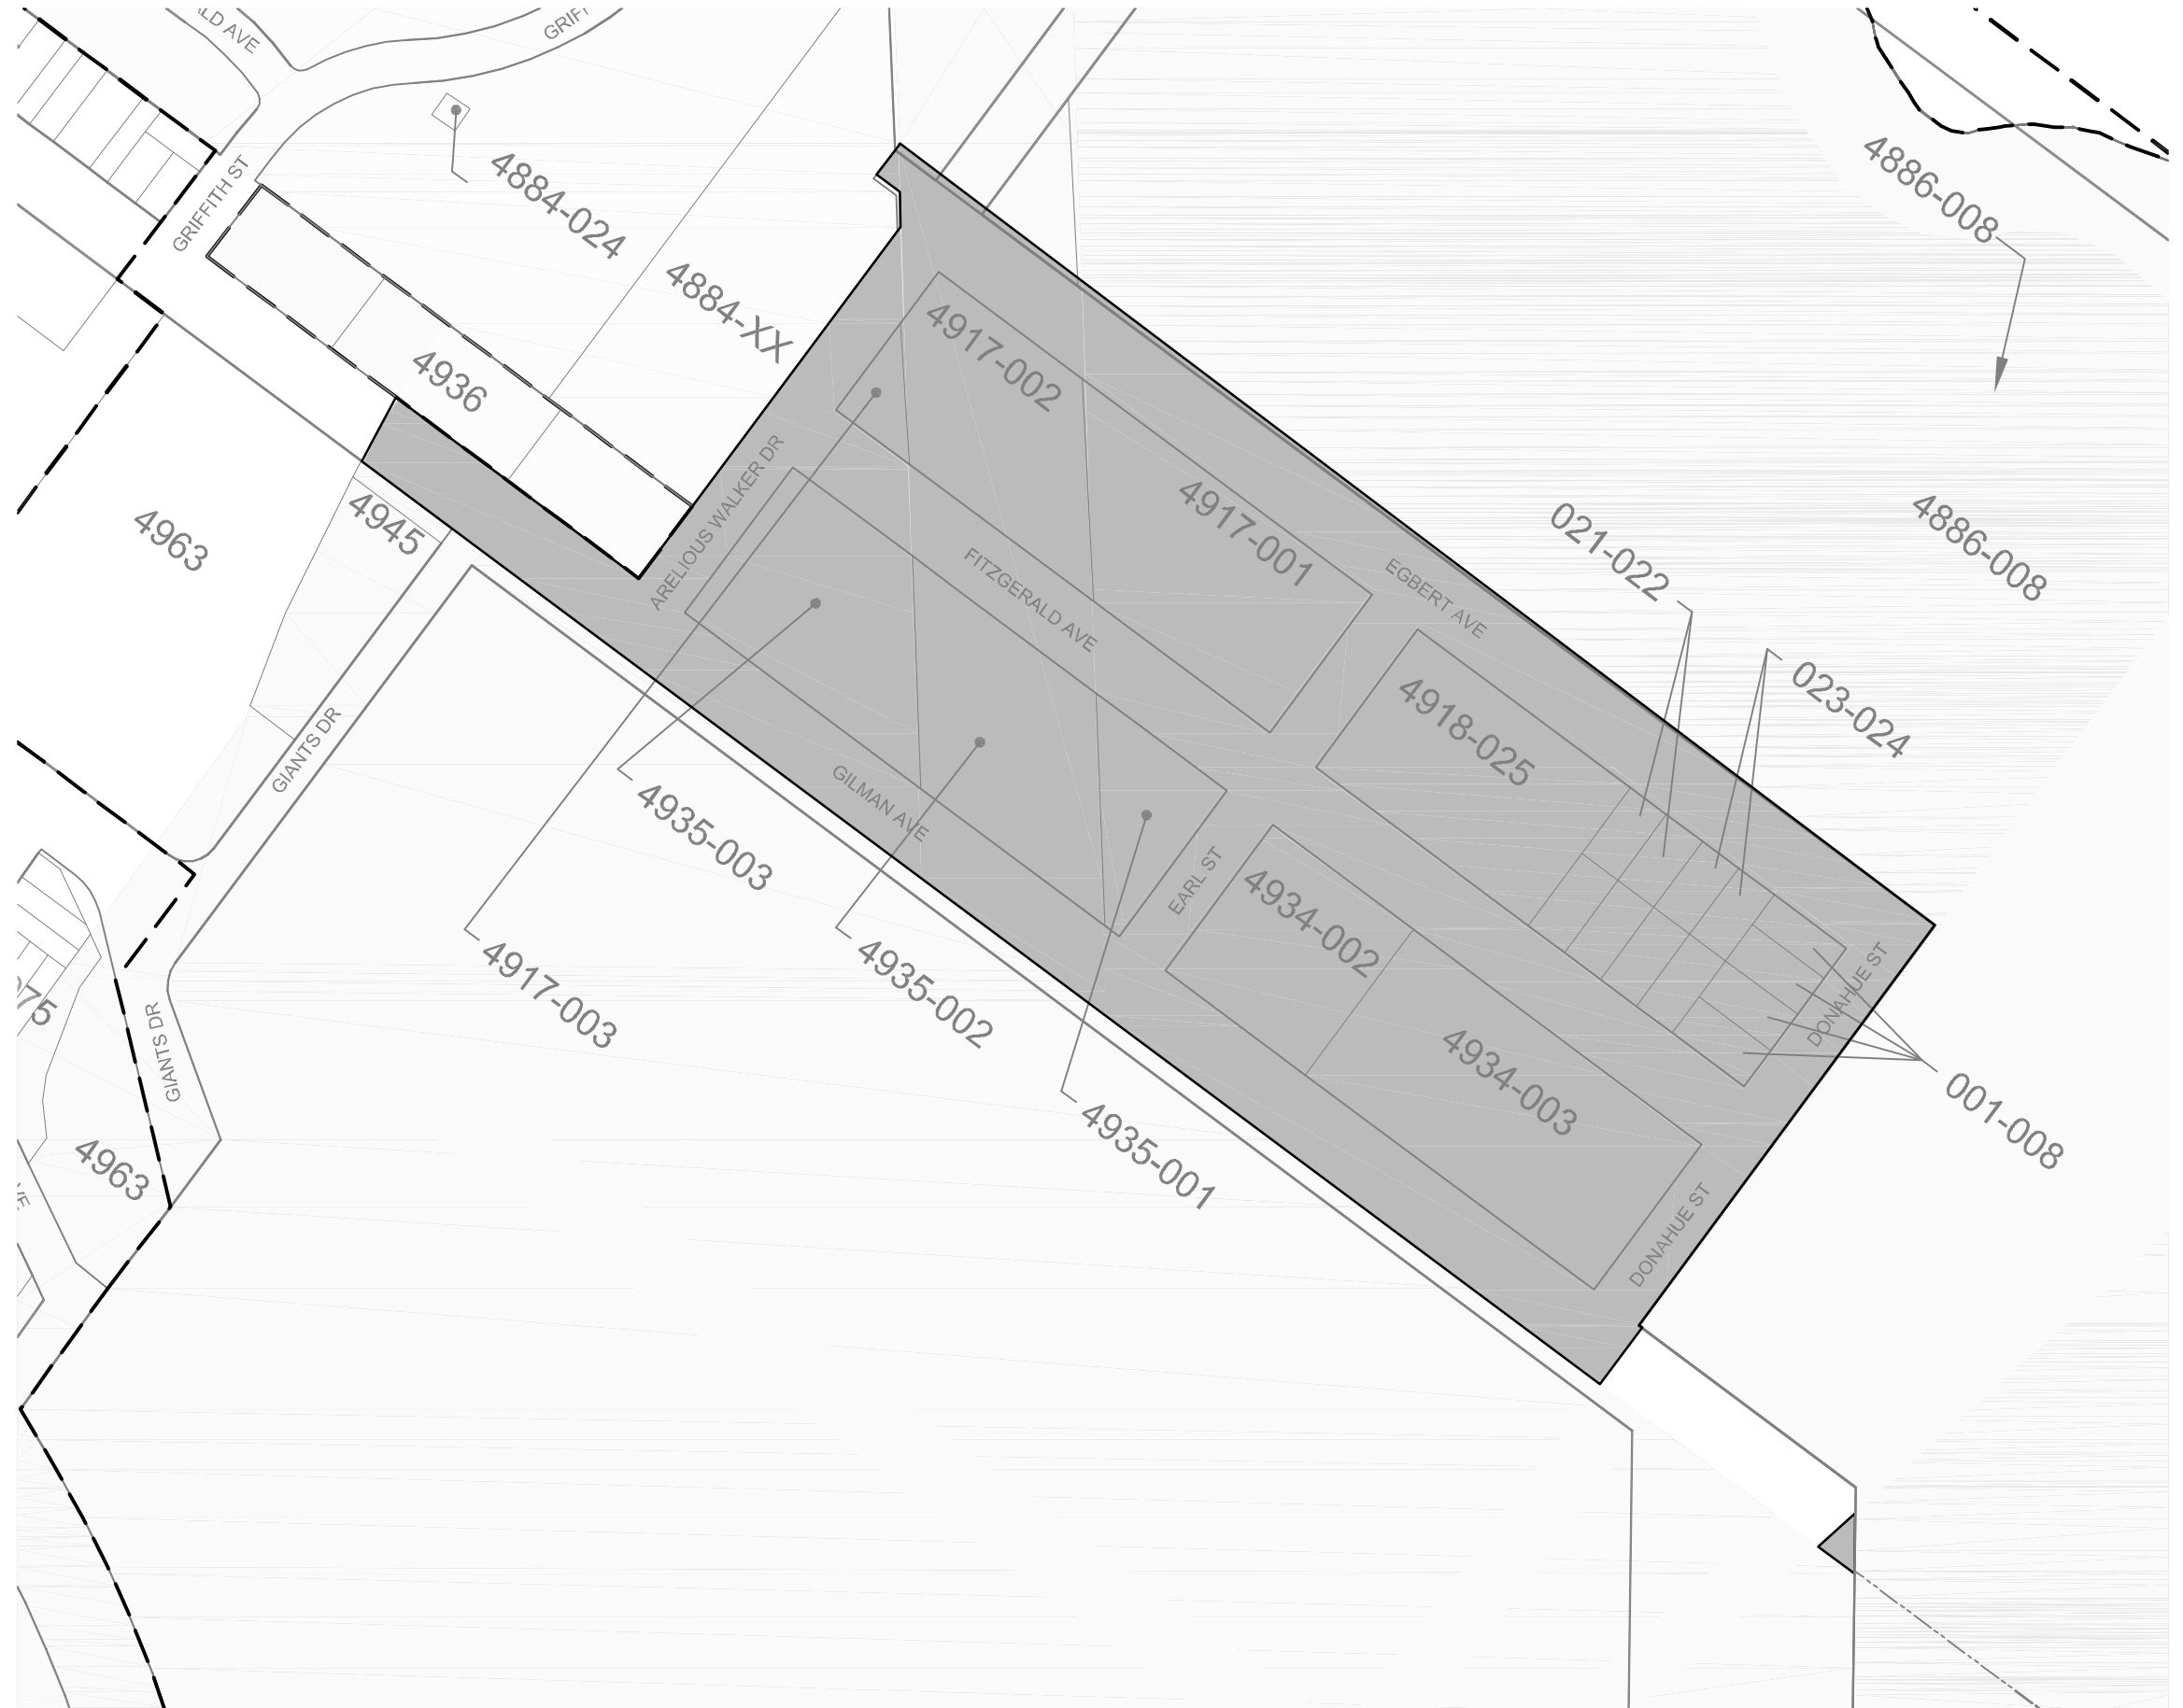 GRIFFITH ST
4884-024
4884-XX
4886-008
4936
4917-002
4917-001
4963
4945
ARELIOUS WALKER DR
FITZGERALD AVE
EGBERT AVE
021-022
4886-008
023-024
4918-025
GIANTS DR
GILMAN AVE
4935-003
EARL ST
4934-002
4917-003
4935-002
DONAHUE ST
GIANTS DR
4934-003
001-008
4935-001
4963
DONAHUE ST